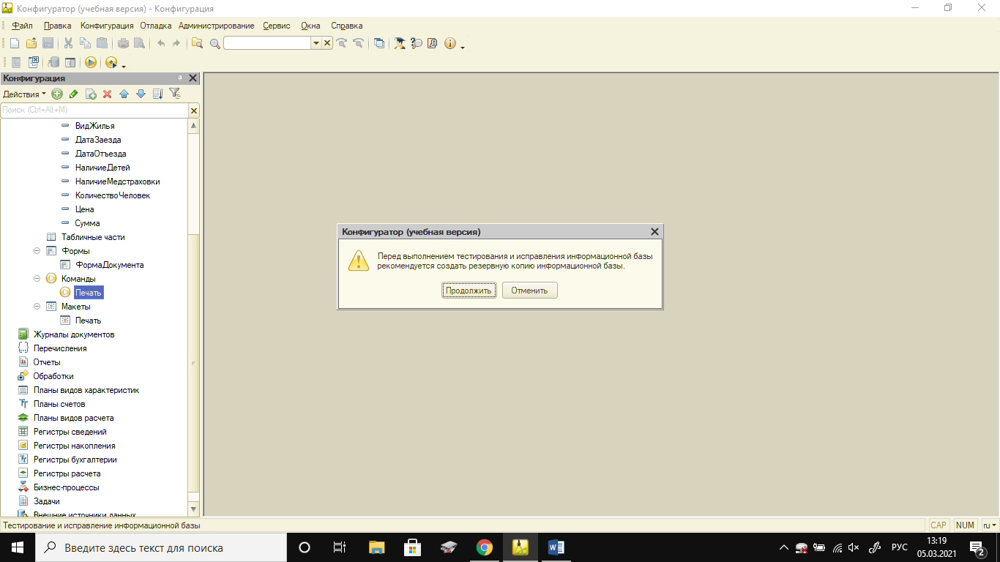 Конфигуратор (учебная версия) - Конфигурация
Файл Правка Конфигурация Отладка Администрирование Сервис Окна Справка
Конфигурация
Действия
Поиск (Ctrl+Alt+M)
ВидЖилья
ДатаЗаезда
ДатаОтъезда
НаличиеДетей
НаличиеМедстраховки
КоличествоЧеловек
Цена
Сумма
Табличные части
Формы
ФормаДокумента
Команды
Печать
Макеты
Печать
Журналы документов
Перечисления
Отчеты
Обработки
Планы видов характеристик
Планы счетов
Планы видов расчета
Регистры сведений
Регистры накопления
Регистры бухгалтерии
Регистры расчета
Бизнес-процессы
Задачи
Внешние источники данных
Конфигуратор (учебная версия)
Перед выполнением тестирования и исправления информационной базы
рекомендуется создать резервную копию информационной базы.
Продолжить Отменить
Тестирование и исправление информационной базы
CAP NUM ru
Введите здесь текст для поиска
РУС
13:19
05.03.2021
2